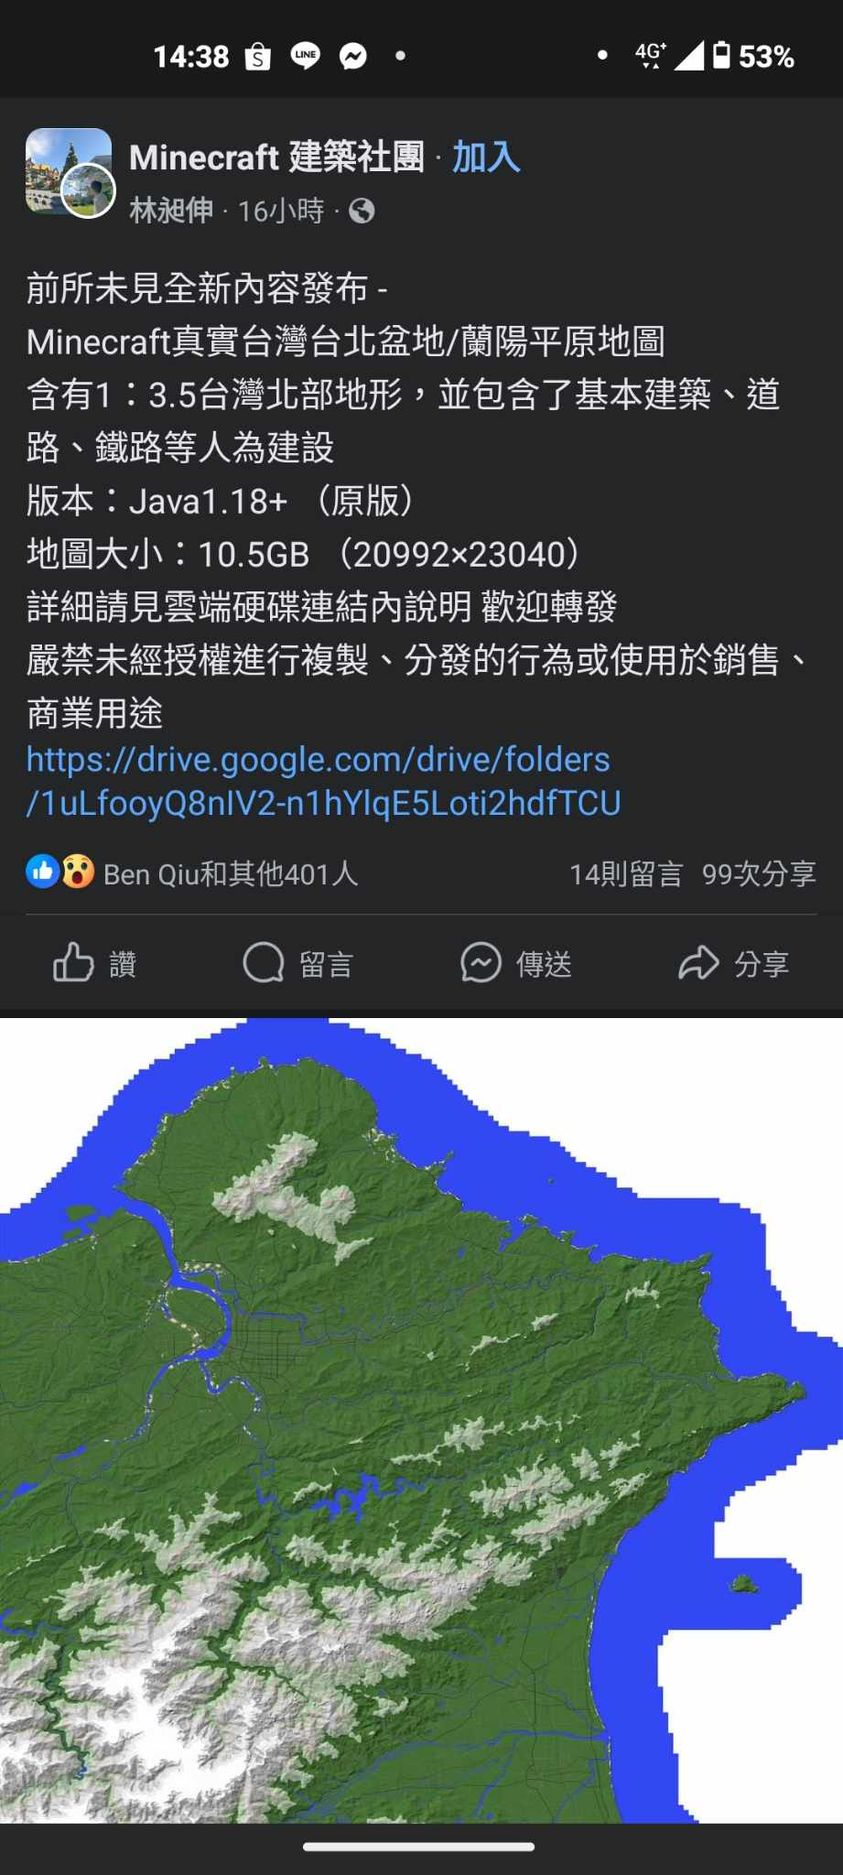 14:38
LINE
4G+
53%
Minecraft 建築社團 · 加入
林昶伸 · 16小時 ·
前所未見全新內容發布 -
Minecraft真實台灣台北盆地/蘭陽平原地圖
含有1：3.5台灣北部地形，並包含了基本建築、道
路、鐵路等人為建設
版本：Java1.18+ （原版）
地圖大小：10.5GB （20992×23040）
詳細請見雲端硬碟連結內說明 歡迎轉發
嚴禁未經授權進行複製、分發的行為或使用於銷售、
商業用途
https://drive.google.com/drive/folders
/1uLfooyQ8nIV2-n1hYlqE5Loti2hdfTCU
Ben Qiu和其他401人
14則留言 99次分享
讚
留言
傳送
分享